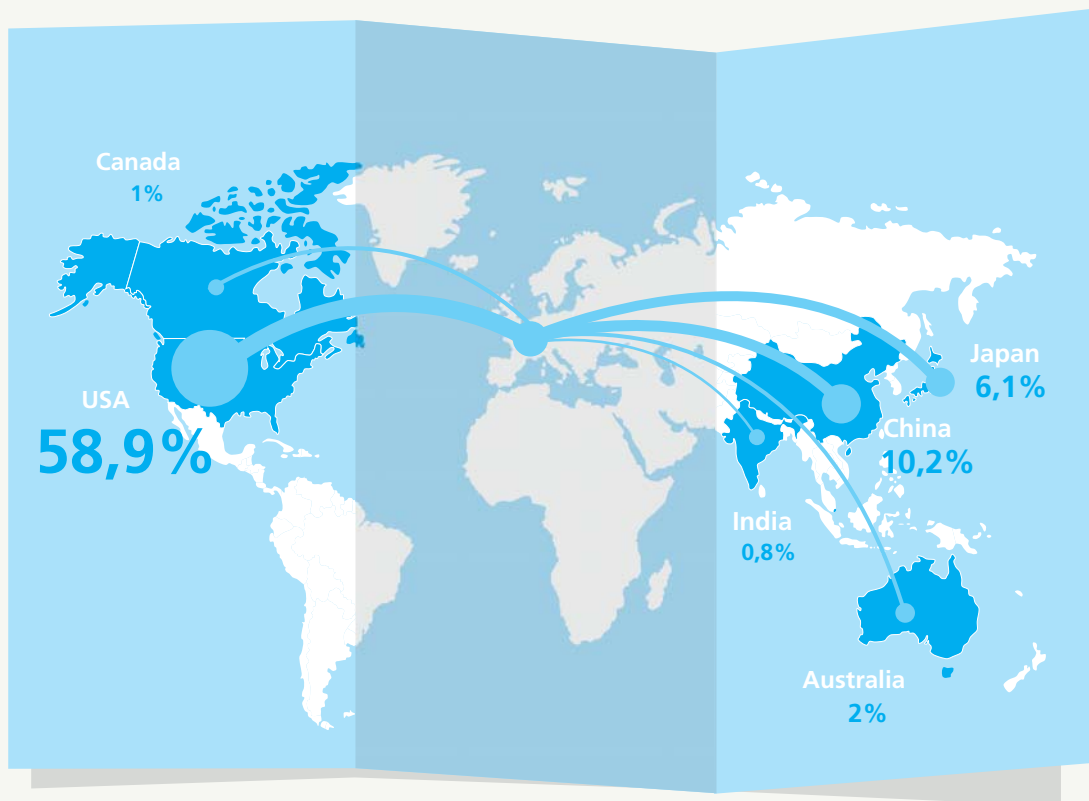 Canada
1%
USA
58,9%
Japan
6,1%
China
10,2%
India
0,8%
Australia
2%